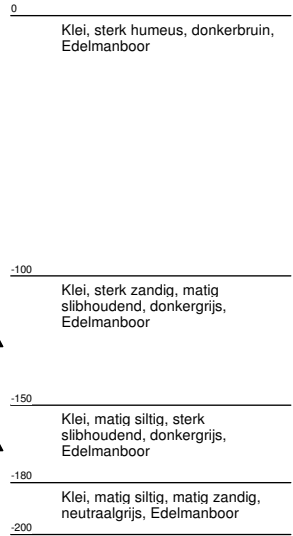 0
Klei, sterk humeus, donkerbruin,
Edelmanboor
-100
Klei, sterk zandig, matig
slibhoudend, donkergrijs,
Edelmanboor
-150
Klei, matig siltig, sterk
slibhoudend, donkergrijs,
Edelmanboor
-180
Klei, matig siltig, matig zandig,
neutraalgrijs, Edelmanboor
-200